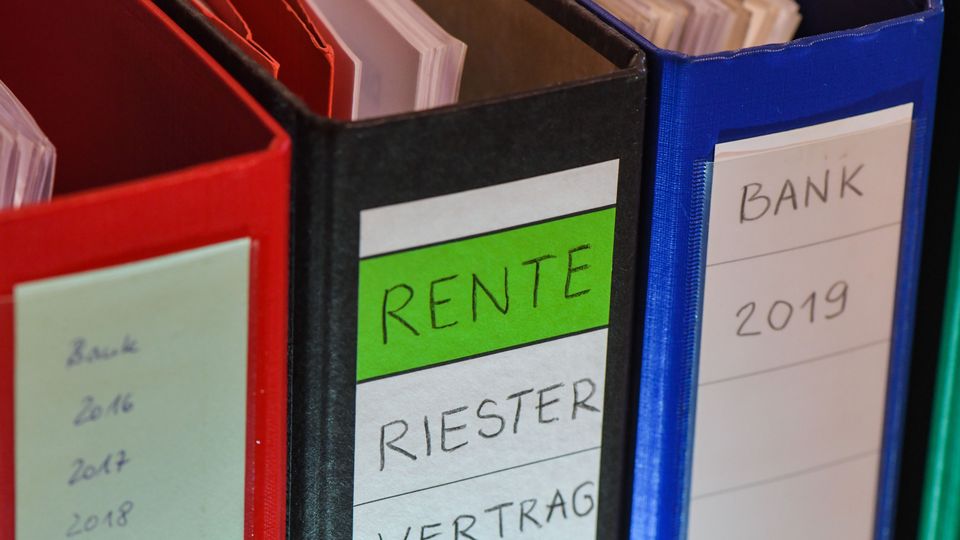 Bank
2016
2017
2018
RENTE
RIESTER
VERTRAG
BANK
2019